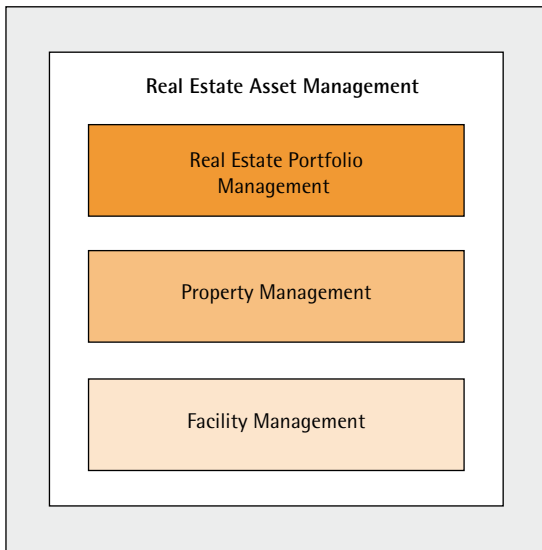 Real Estate Asset Management
Real Estate Portfolio
Management
Property Management
Facility Management